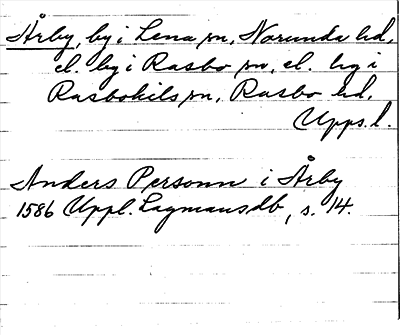 Årby, by i Lena sn, Norunda hd,
el. by i Rasbo sn, el. by i
Rasbokils sn, Rasbo hd,
Upps. l.
Anders Personn i Årby
1586 Uppl. Lagmansdb, s. 14.